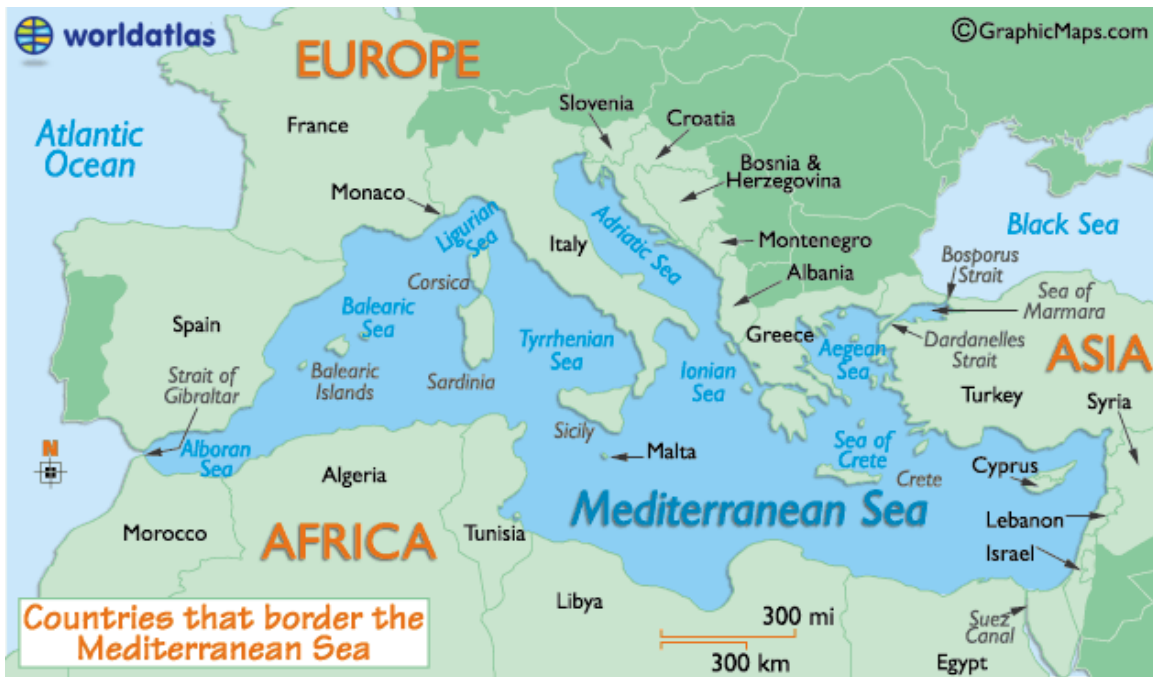 worldatlas
©GraphicMaps.com
EUROPE
Atlantic
Ocean
France
Slovenia
Croatia
Bosnia &
Herzegovina
Monaco
Ligurian
Sea
Adriatic Sea
Italy
Montenegro
Albania
Black Sea
Bosporus
Strait
Sea of
Marmara
Dardanelles
Strait
Corsica
Balearic
Sea
Spain
Tyrrhenian
Sea
Greece
Aegean
Sea
ASIA
Ionian
Sea
Balearic
Islands
Sardinia
Strait of
Gibraltar
Turkey
Syria
Sicily
N
Alboran
Sea
Malta
Sea of
Crete
Crete
Cyprus
Algeria
Mediterranean Sea
Lebanon
Morocco
AFRICA
Tunisia
Israel
Libya
300 mi
300 km
Suez
Canal
Egypt
Countries that border the
Mediterranean Sea